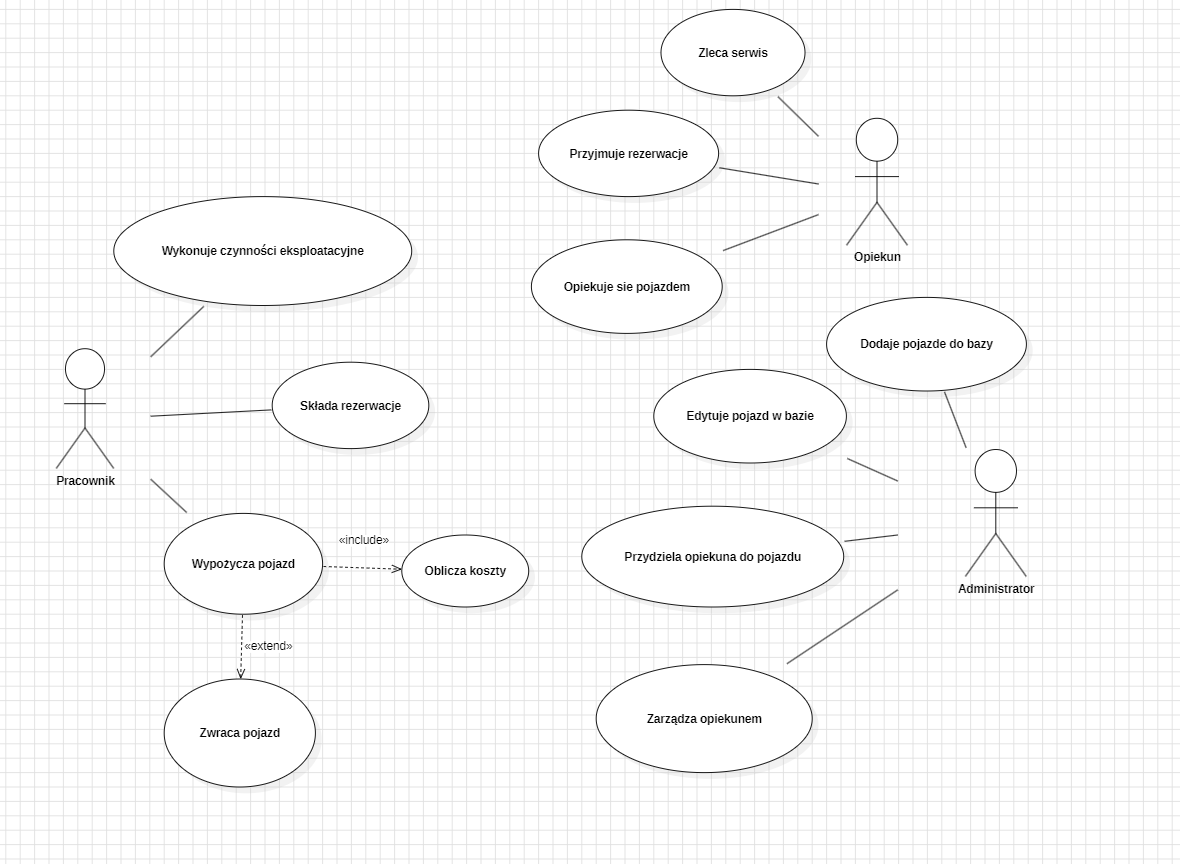 Zleca serwis
Przyjmuje rezerwacje
Wykonuje czynności eksploatacyjne
Opiekun
Opiekuje sie pojazdem
Dodaje pojazde do bazy
Składa rezerwacje
Edytuje pojazd w bazie
Pracownik
«include»
Wypożycza pojazd
Oblicza koszty
Przydziela opiekuna do pojazdu
Administrator
«extend»
Zwraca pojazd
Zarządza opiekunem